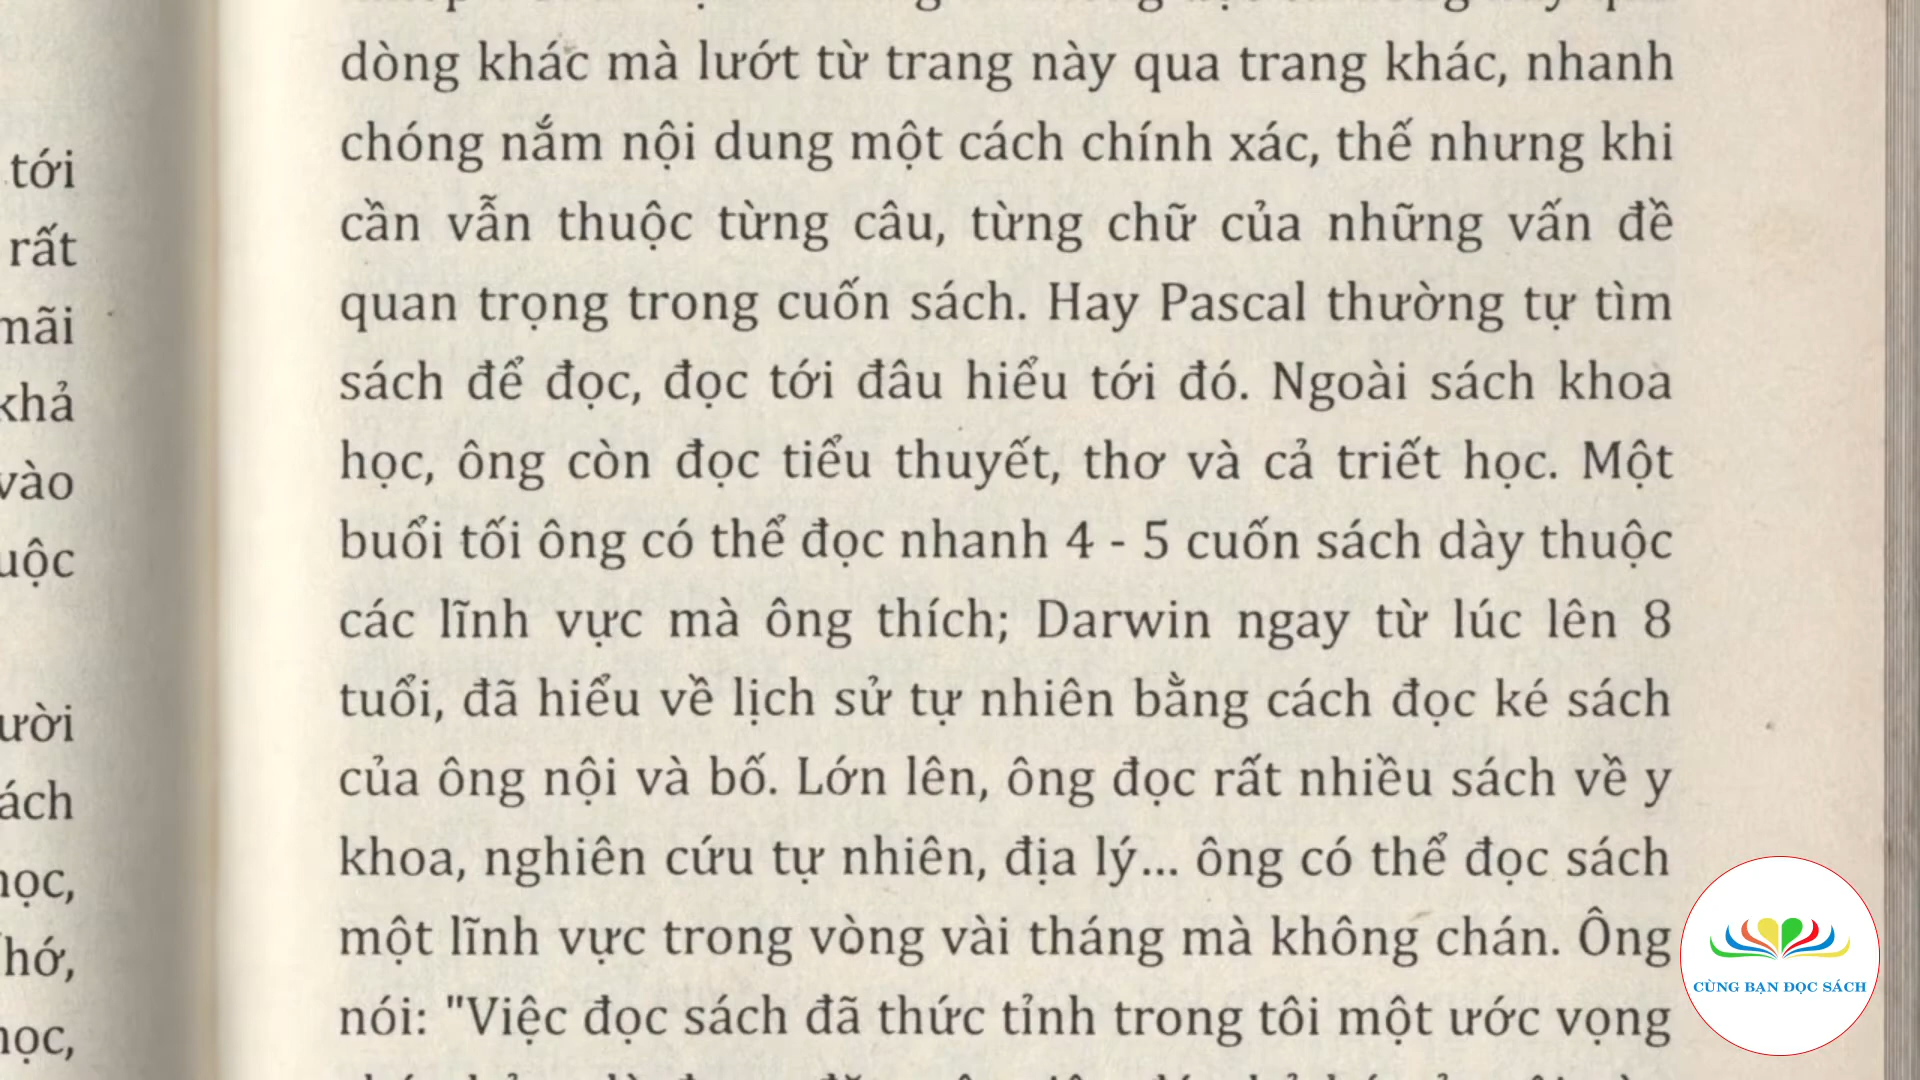 tới
rất
mãi
khả
vào
ười
hớ,
dòng khác mà lướt từ trang này qua trang khác, nhanh
chóng nắm nội dung một cách chính xác, thế nhưng khi
cần vẫn thuộc từng câu, từng chữ của những vấn đề
quan trọng trong cuốn sách. Hay Pascal thường tự tìm
sách để đọc, đọc tới đâu hiểu tới đó. Ngoài sách khoa
học, ông còn đọc tiểu thuyết, thơ và cả triết học. Một
buổi tối ông có thể đọc nhanh 4 - 5 cuốn sách dày thuộc
các lĩnh vực mà ông thích; Darwin ngay từ lúc lên 8
tuổi, đã hiểu về lịch sử tự nhiên bằng cách đọc ké sách
của ông nội và bố. Lớn lên, ông đọc rất nhiều sách về y
khoa, nghiên cứu tự nhiên, địa lý... ông có thể đọc sách
một lĩnh vực trong vòng vài tháng mà không chán. Ông
nói: "Việc đọc sách đã thức tỉnh trong tôi một ước vọng
CÙNG BẠN ĐỌC SÁCH